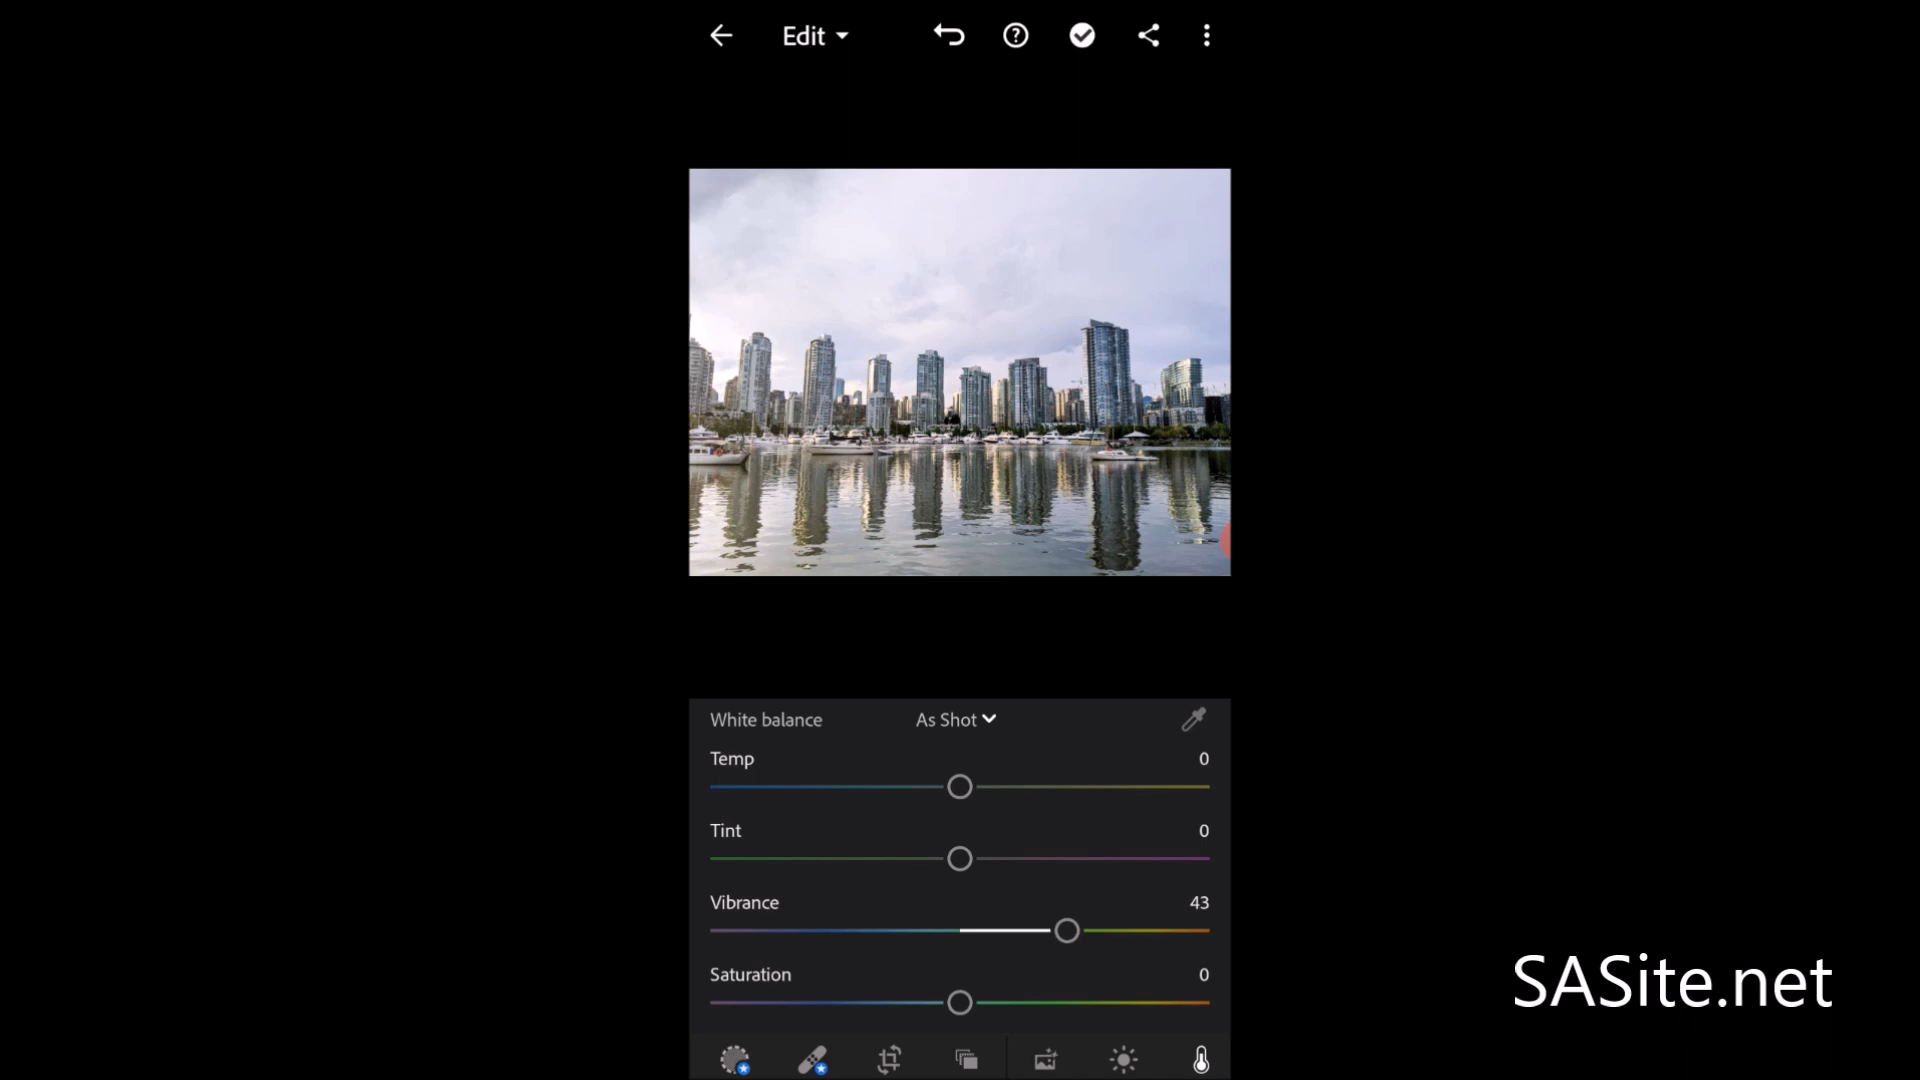 Edit
White balance As Shot
Temp 0
Tint 0
Vibrance 43
Saturation 0
SASite.net